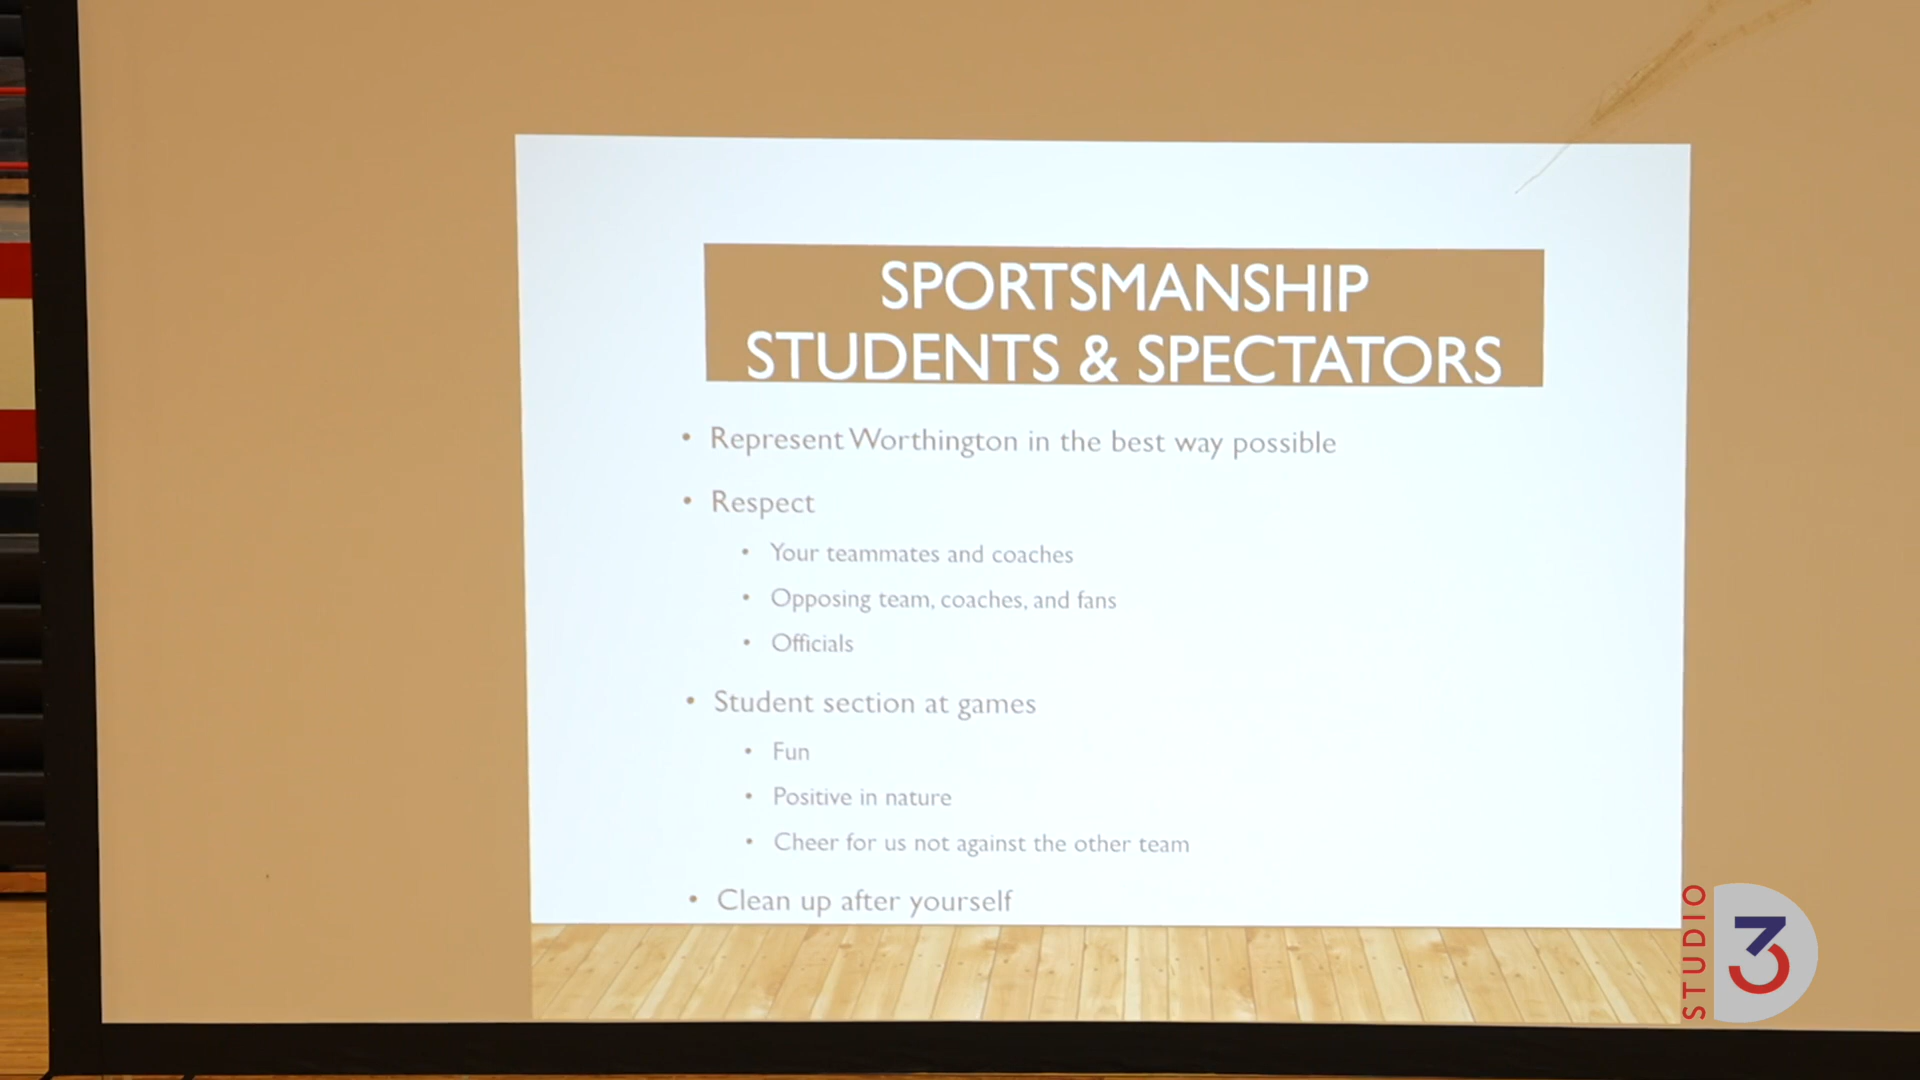 SPORTSMANSHIP
STUDENTS & SPECTATORS
• Represent Worthington in the best way possible
• Respect
• Your teammates and coaches
• Opposing team, coaches, and fans
• Officials
• Student section at games
• Fun
• Positive in nature
• Cheer for us not against the other team
• Clean up after yourself
STUDIO
3